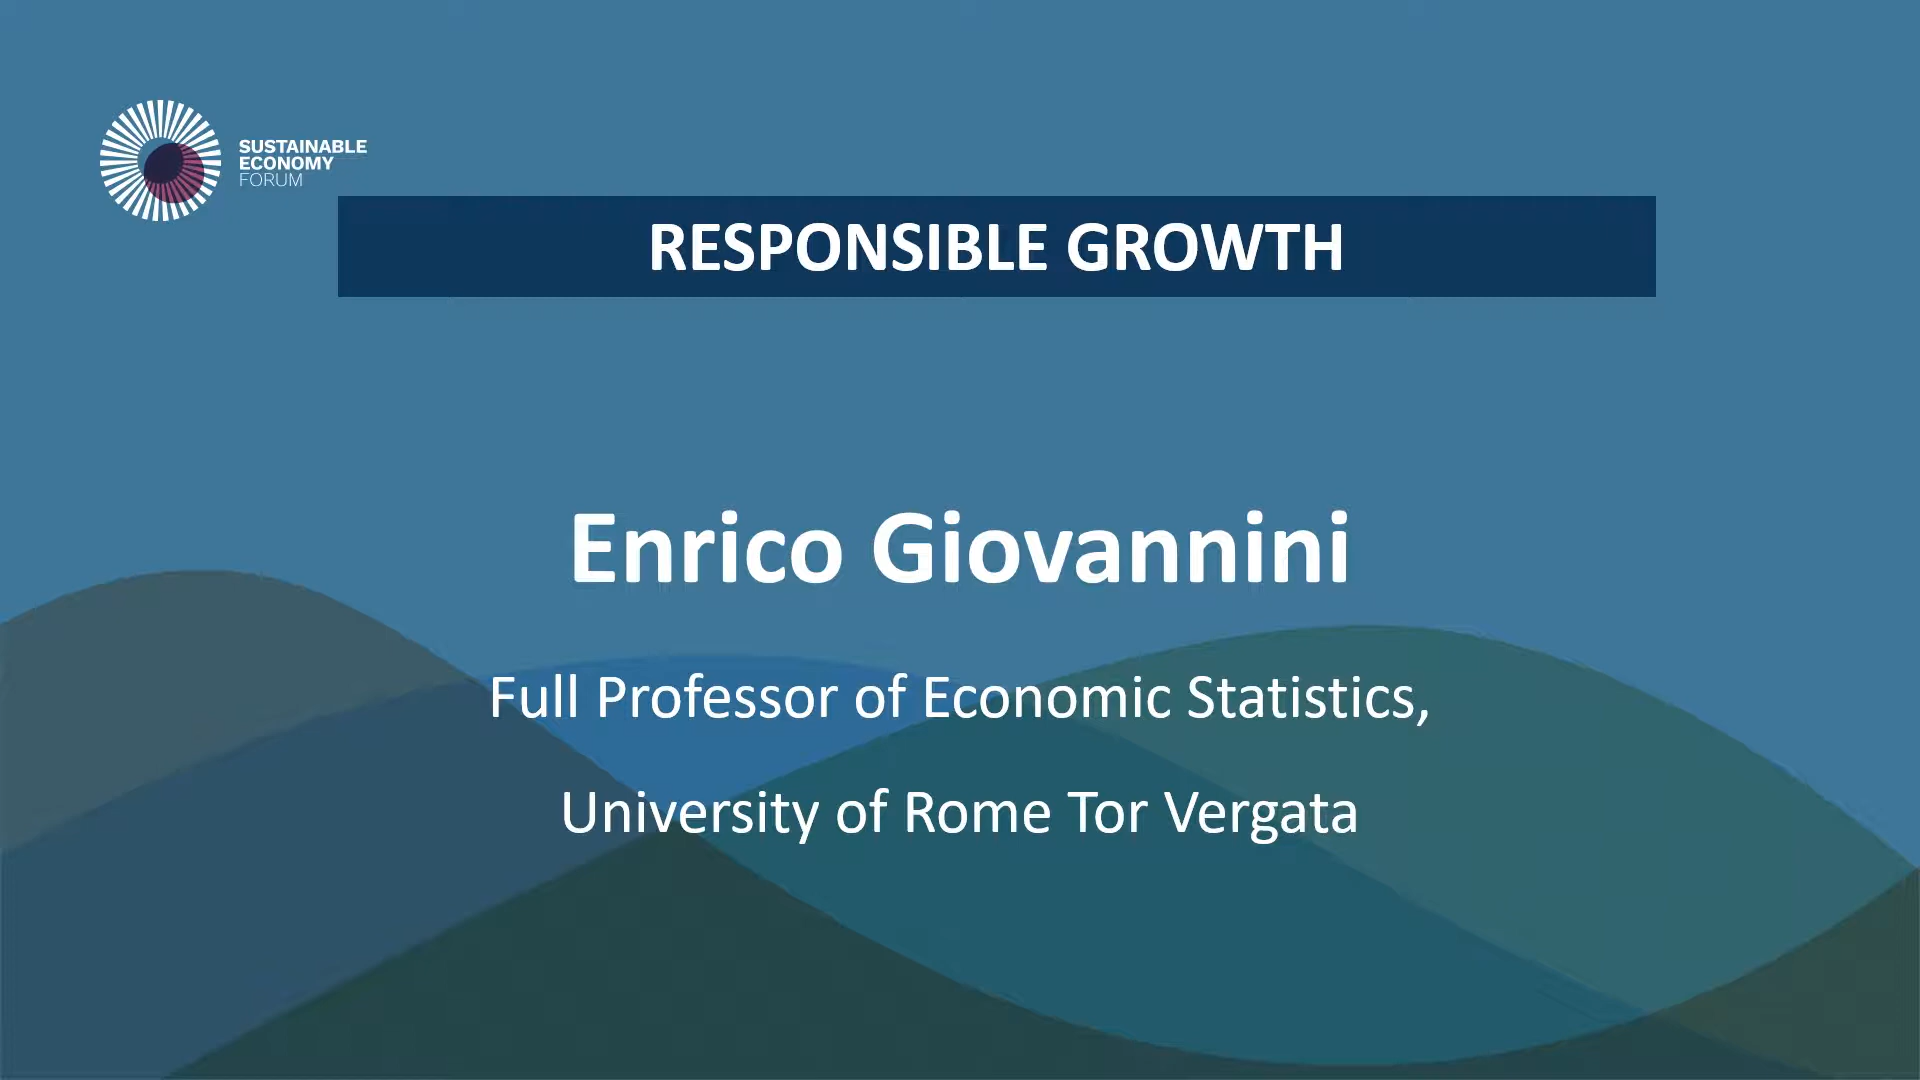 SUSTAINABLE
ECONOMY
FORUM
RESPONSIBLE GROWTH
Enrico Giovannini
Full Professor of Economic Statistics,
University of Rome Tor Vergata